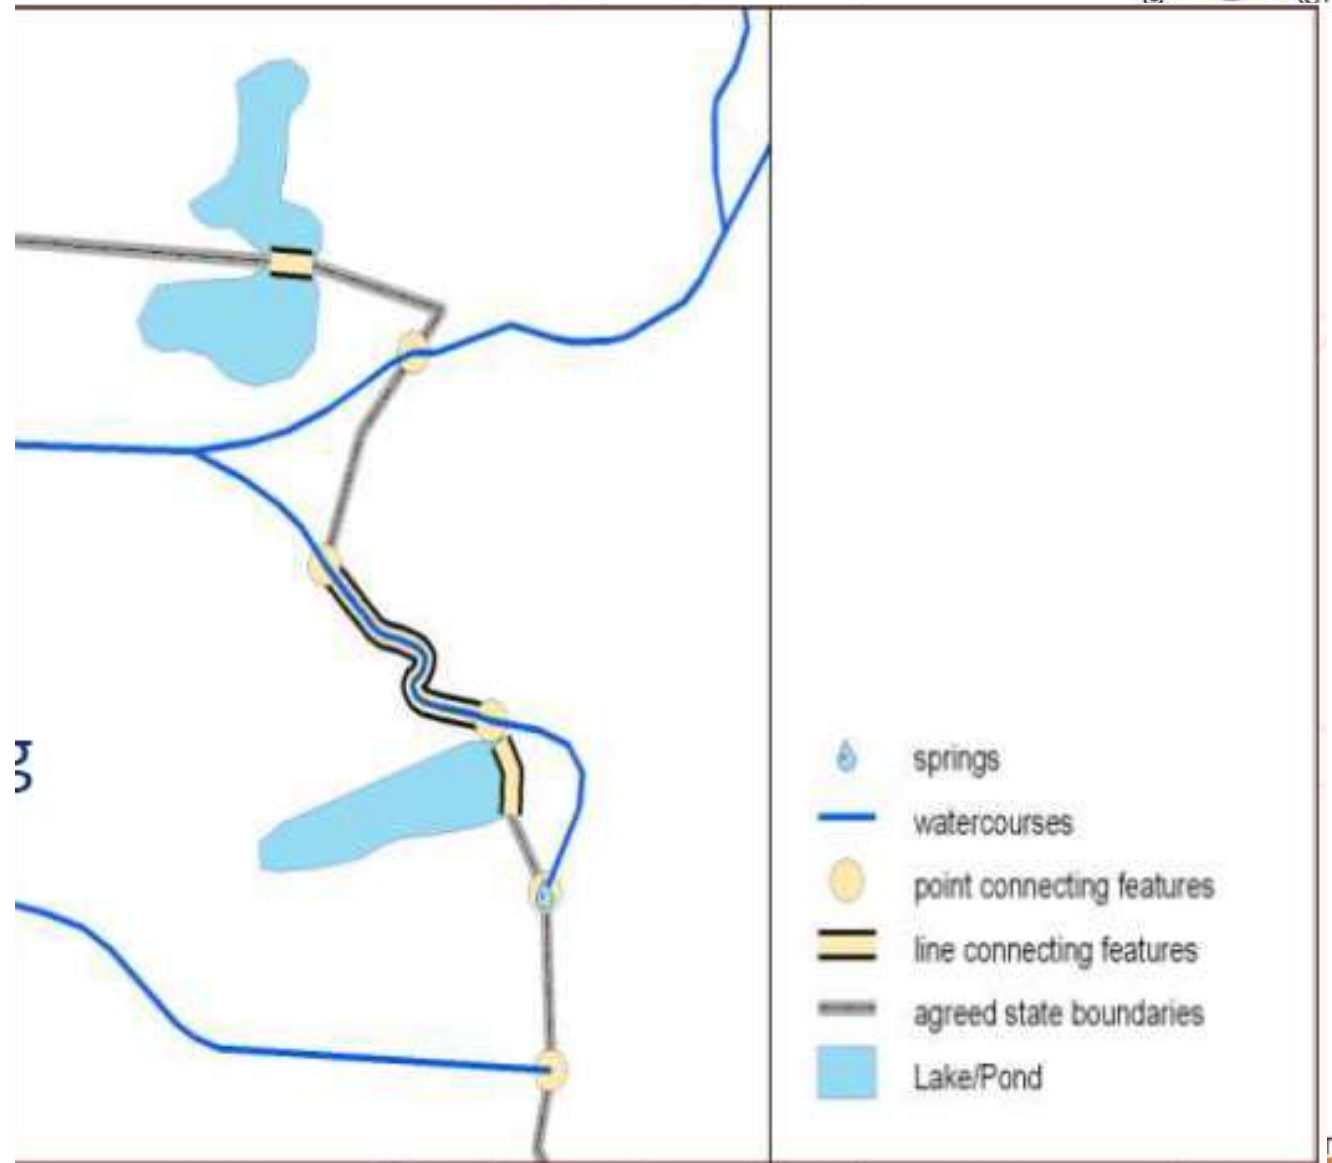 g
springs
watercourses
point connecting features
line connecting features
agreed state boundaries
Lake/Pond